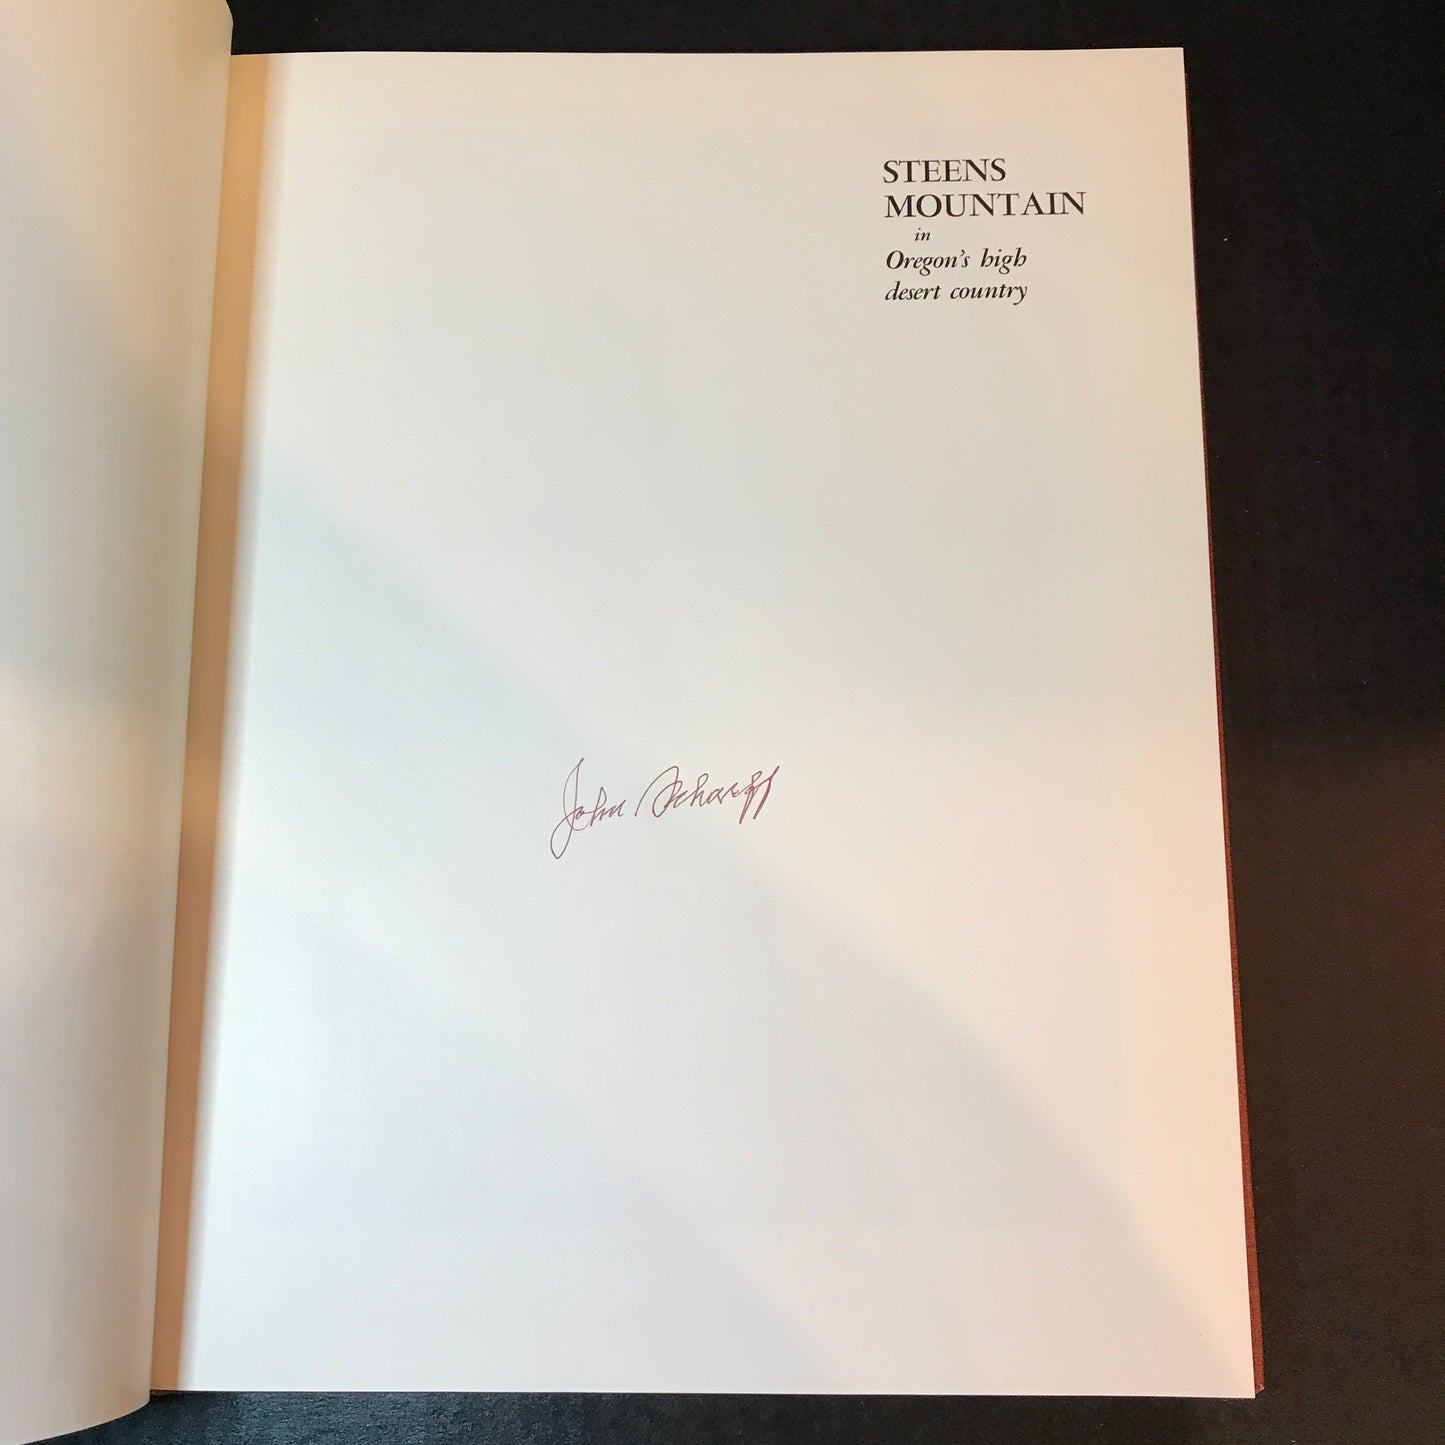 STEENS
MOUNTAIN
in
Oregon's high
desert country
John Scharff